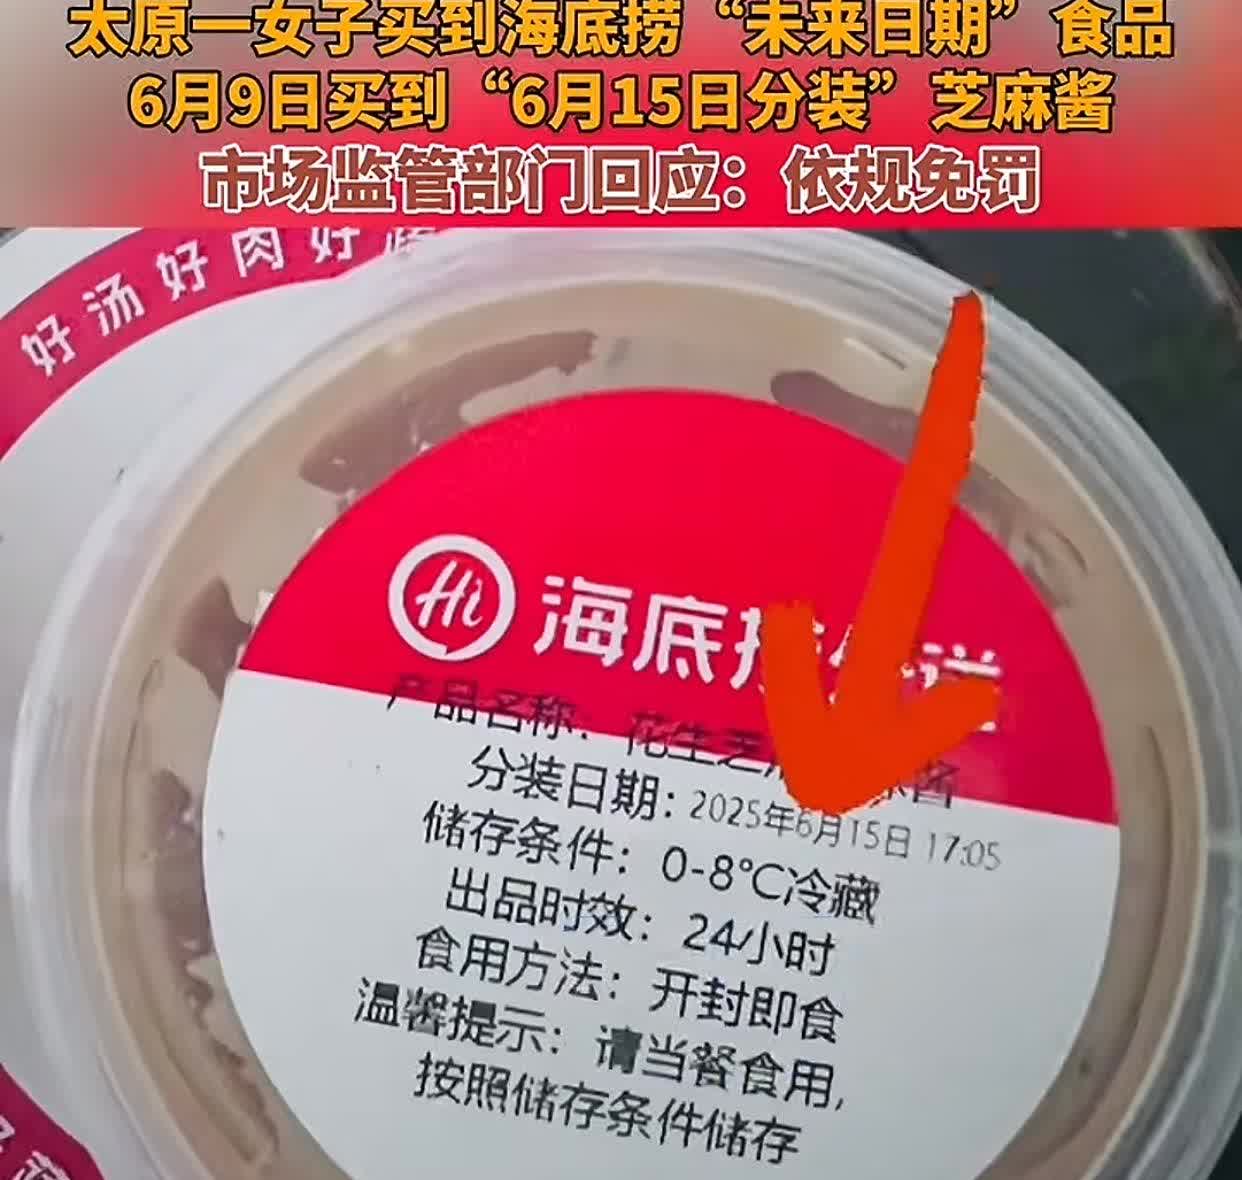 太原一女子买到海底捞“未来日期”食品
6月9日买到“6月15日分装”芝麻酱
市场监管部门回应：依规免罚
好汤好肉好
Hi 海底捞
产品名称：花生芝麻 酱
分装日期：2025年6月15日 17:05
储存条件：0-8°C冷藏
出品时效：24小时
食用方法：开封即食
温馨提示：请当餐食用，
按照储存条件储存